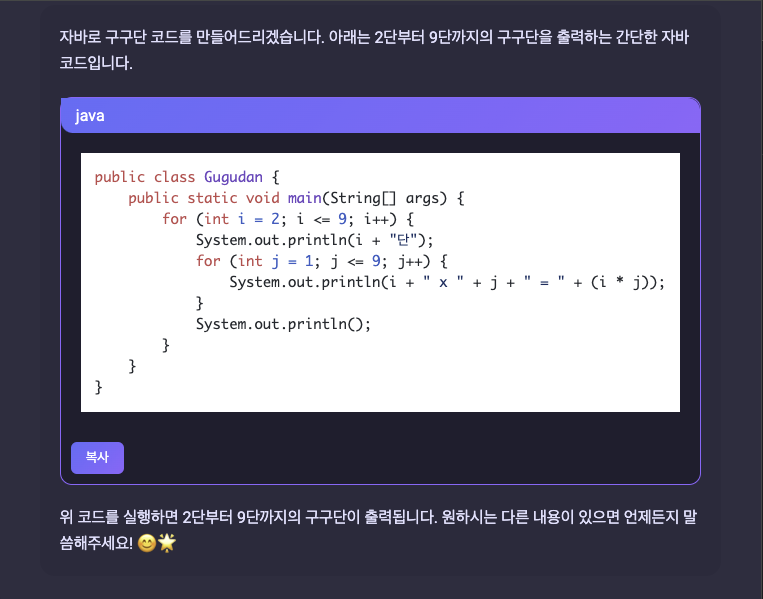 자바로 구구단 코드를 만들어드리겠습니다. 아래는 2단부터 9단까지의 구구단을 출력하는 간단한 자바
코드입니다.
java
public class Gugudan {
    public static void main(String[] args) {
        for (int i = 2; i <= 9; i++) {
            System.out.println(i + "단");
            for (int j = 1; j <= 9; j++) {
                System.out.println(i + " x " + j + " = " + (i * j));
            }
            System.out.println();
        }
    }
}
복사
위 코드를 실행하면 2단부터 9단까지의 구구단이 출력됩니다. 원하시는 다른 내용이 있으면 언제든지 말
씀해주세요! 😊🌟